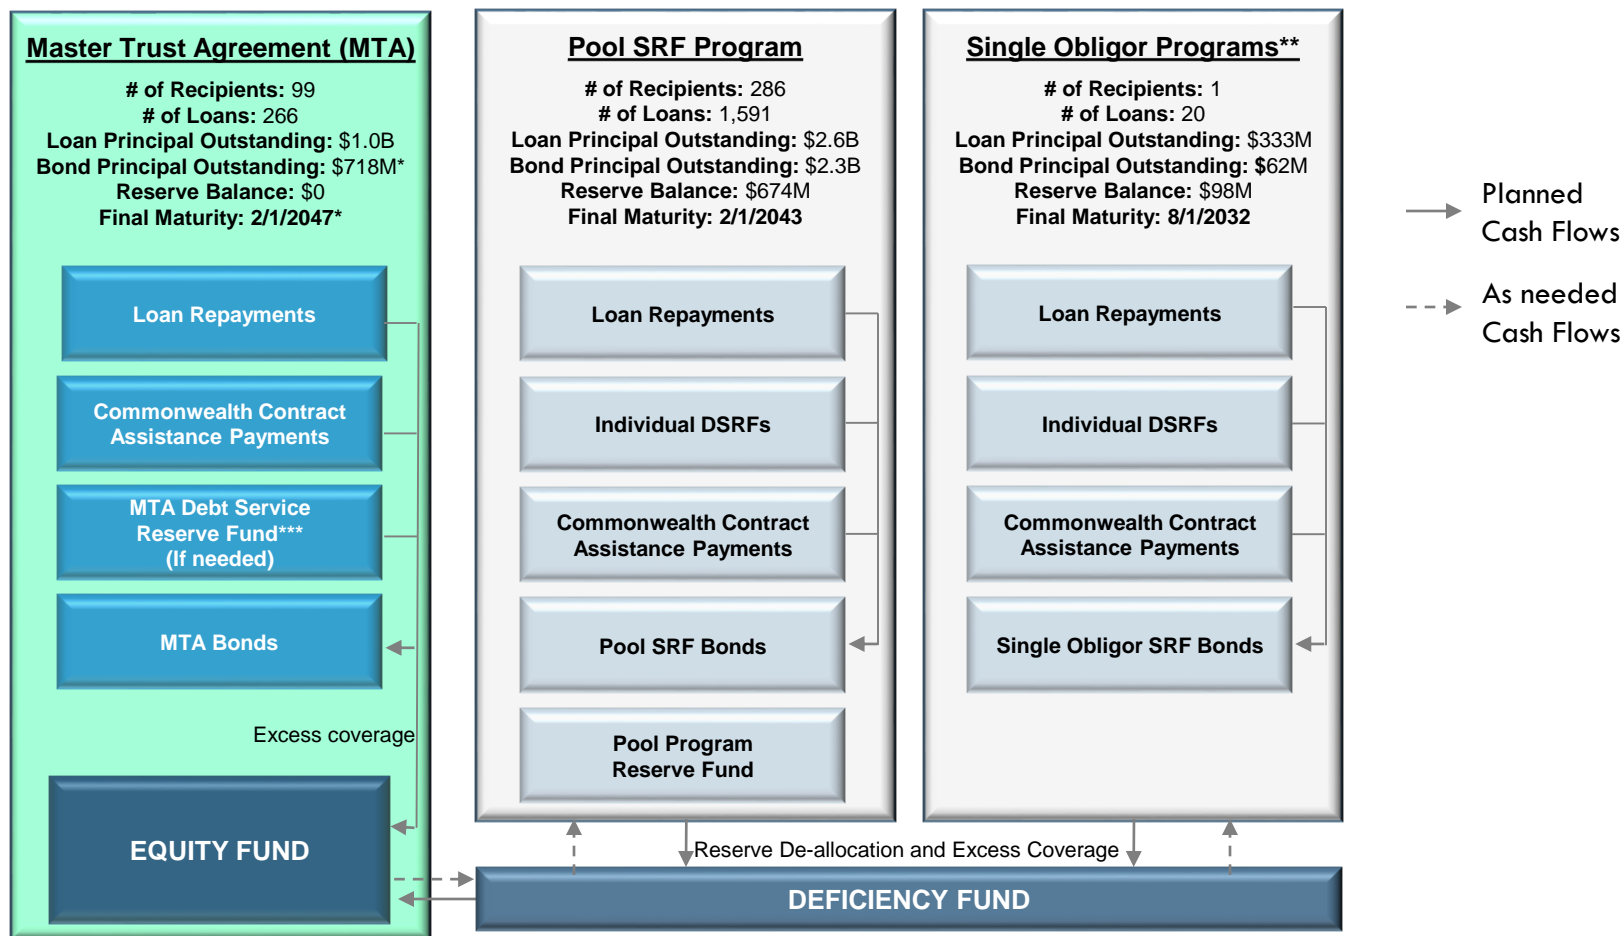 Master Trust Agreement (MTA)
# of Recipients: 99
# of Loans: 266
Loan Principal Outstanding: $1.0B
Bond Principal Outstanding: $718M*
Reserve Balance: $0
Final Maturity: 2/1/2047*
Loan Repayments
Commonwealth Contract
Assistance Payments
MTA Debt Service
Reserve Fund***
(If needed)
MTA Bonds
Excess coverage
EQUITY FUND
Pool SRF Program
# of Recipients: 286
# of Loans: 1,591
Loan Principal Outstanding: $2.6B
Bond Principal Outstanding: $2.3B
Reserve Balance: $674M
Final Maturity: 2/1/2043
Loan Repayments
Individual DSRFs
Commonwealth Contract
Assistance Payments
Pool SRF Bonds
Pool Program
Reserve Fund
Single Obligor Programs**
# of Recipients: 1
# of Loans: 20
Loan Principal Outstanding: $333M
Bond Principal Outstanding: $62M
Reserve Balance: $98M
Final Maturity: 8/1/2032
Loan Repayments
Individual DSRFs
Commonwealth Contract
Assistance Payments
Single Obligor SRF Bonds
Reserve De-allocation and Excess Coverage
DEFICIENCY FUND
Planned
Cash Flows
As needed
Cash Flows